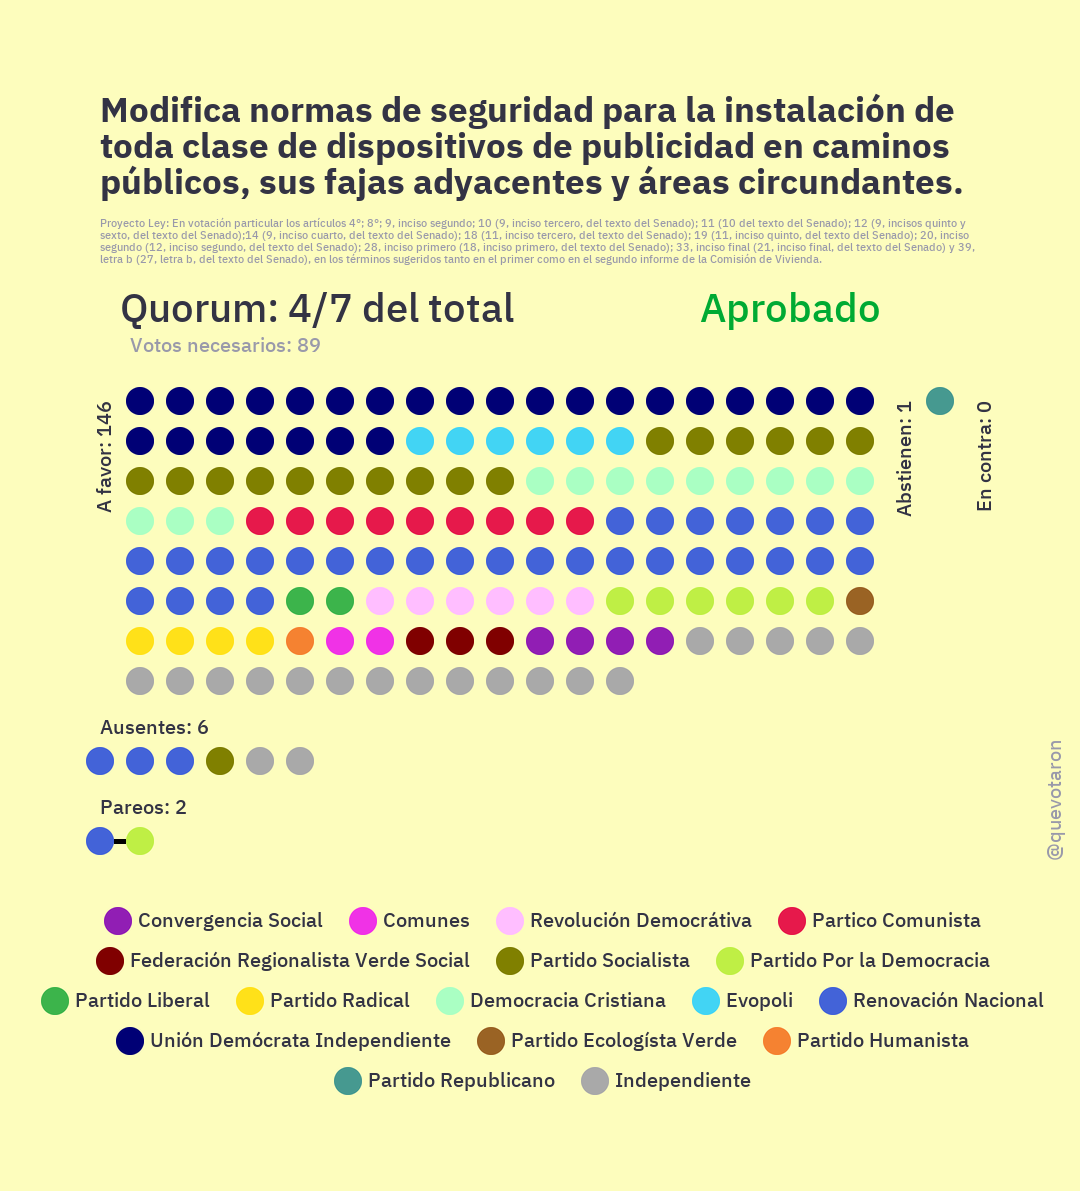 Modifica normas de seguridad para la instalación de
toda clase de dispositivos de publicidad en caminos
públicos, sus fajas adyacentes y áreas circundantes.
Proyecto Ley: En votación particular los artículos 4°; 8°; 9, inciso segundo; 10 (9, inciso tercero, del texto del Senado); 11 (10 del texto del Senado); 12 (9, incisos quinto y
sexto, del texto del Senado);14 (9, inciso cuarto, del texto del Senado); 18 (11, inciso tercero, del texto del Senado); 19 (11, inciso quinto, del texto del Senado); 20, inciso
segundo (12, inciso segundo, del texto del Senado); 28, inciso primero (18, inciso primero, del texto del Senado); 33, inciso final (21, inciso final, del texto del Senado) y 39,
letra b (27, letra b, del texto del Senado), en los términos sugeridos tanto en el primer como en el segundo informe de la Comisión de Vivienda.
Quorum: 4/7 del total
Aprobado
Votos necesarios: 89
A favor: 146
Abstienen: 1
En contra: 0
Ausentes: 6
Pareos: 2
@quevotaron
Convergencia Social
Comunes
Revolución Democrátiva
Partico Comunista
Federación Regionalista Verde Social
Partido Socialista
Partido Por la Democracia
Partido Liberal
Partido Radical
Democracia Cristiana
Evopoli
Renovación Nacional
Unión Demócrata Independiente
Partido Ecologísta Verde
Partido Humanista
Partido Republicano
Independiente